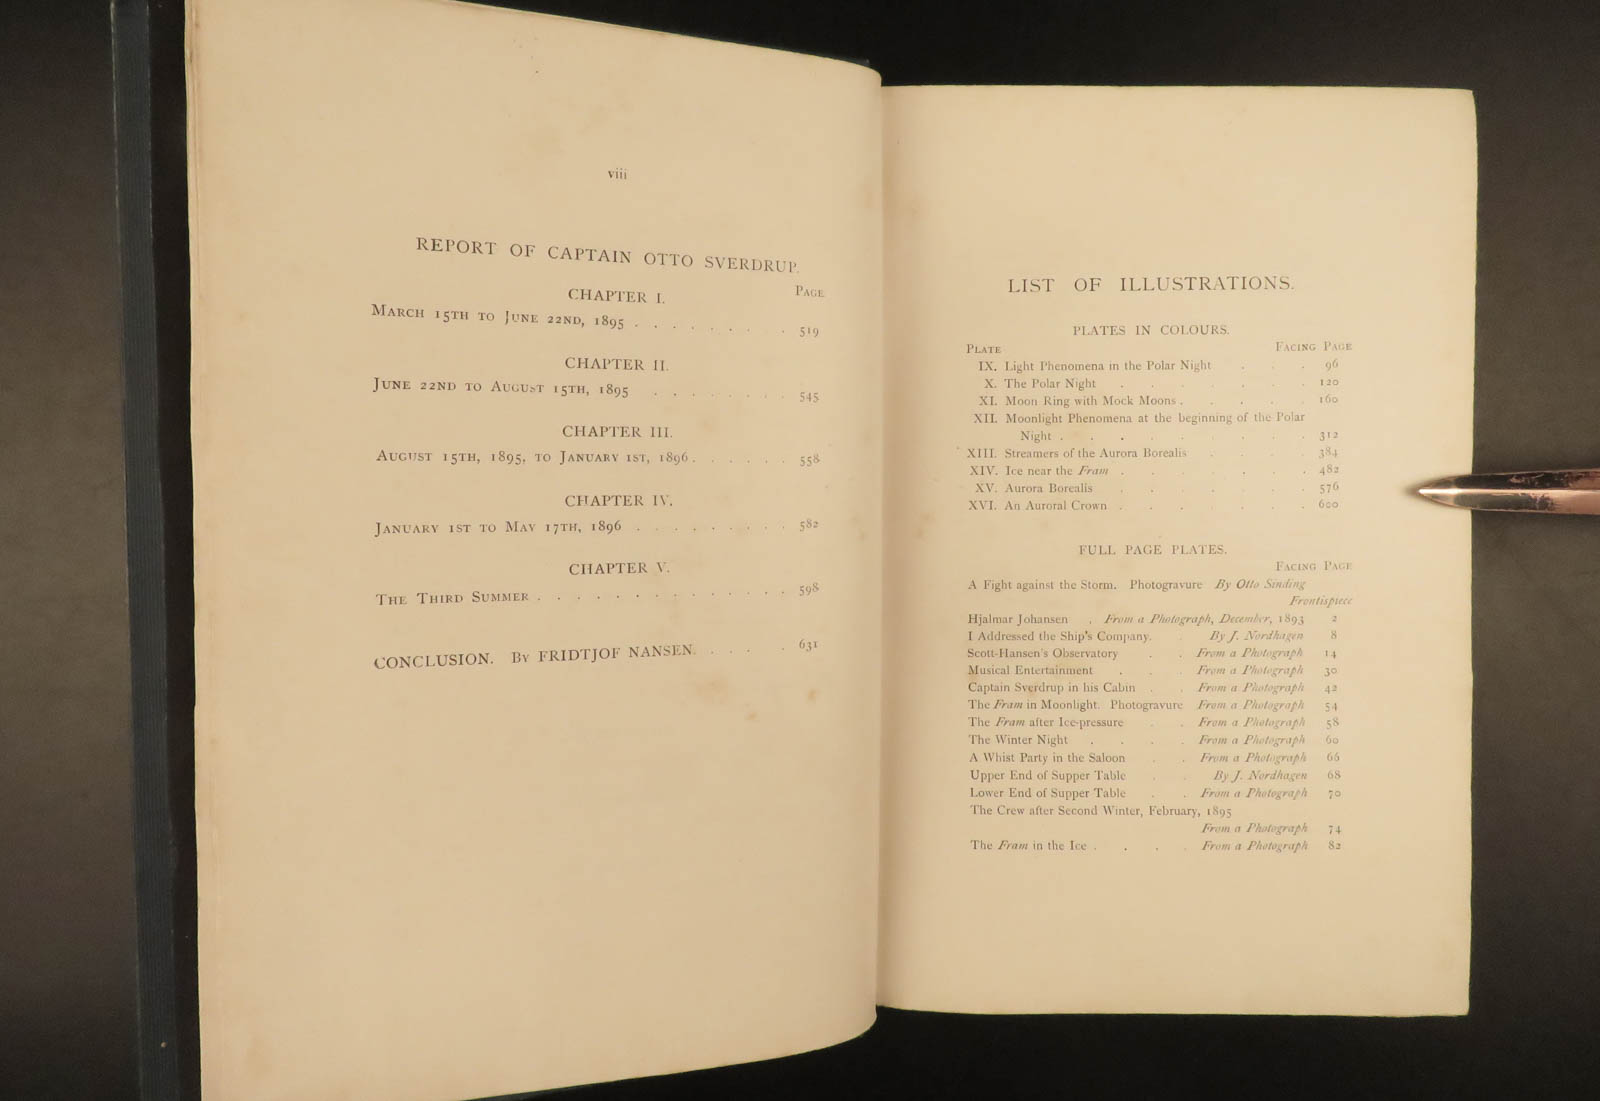 viii
REPORT OF CAPTAIN OTTO SVERDRUP.
CHAPTER I. PAGE
MARCH 15TH TO JUNE 22ND, 1895 . . . . . . . . . 519
CHAPTER II.
JUNE 22ND TO AUGUST 15TH, 1895 . . . . . . . . 545
CHAPTER III.
AUGUST 15TH, 1895, TO JANUARY 1ST, 1896 . . . . . . 558
CHAPTER IV.
JANUARY 1ST TO MAY 17TH, 1896 . . . . . . . . . 582
CHAPTER V.
THE THIRD SUMMER . . . . . . . . . . . . . . 598
CONCLUSION. BY FRIDTJOF NANSEN. . . . . . 631
LIST OF ILLUSTRATIONS.
PLATES IN COLOURS.
PLATE FACING PAGE
IX. Light Phenomena in the Polar Night . . . 96
X. The Polar Night . . . . . . . 120
XI. Moon Ring with Mock Moons . . . . . 160
XII. Moonlight Phenomena at the beginning of the Polar
Night . . . . . . . . . 312
XIII. Streamers of the Aurora Borealis . . . . 384
XIV. Ice near the Fram . . . . . . . 482
XV. Aurora Borealis . . . . . . . 576
XVI. An Auroral Crown . . . . . . . 600
FULL PAGE PLATES.
FACING PAGE
A Fight against the Storm. Photogravure By Otto Sinding
Frontispiece
Hjalmar Johansen . From a Photograph, December, 1893 2
I Addressed the Ship's Company. . By J. Nordhagen 8
Scott-Hansen's Observatory . . From a Photograph 14
Musical Entertainment . . . From a Photograph 30
Captain Sverdrup in his Cabin . . From a Photograph 42
The Fram in Moonlight. Photogravure From a Photograph 54
The Fram after Ice-pressure . . From a Photograph 58
The Winter Night . . . . From a Photograph 60
A Whist Party in the Saloon . . From a Photograph 66
Upper End of Supper Table . . By J. Nordhagen 68
Lower End of Supper Table . . From a Photograph 70
The Crew after Second Winter, February, 1895
From a Photograph 74
The Fram in the Ice . . . . From a Photograph 82